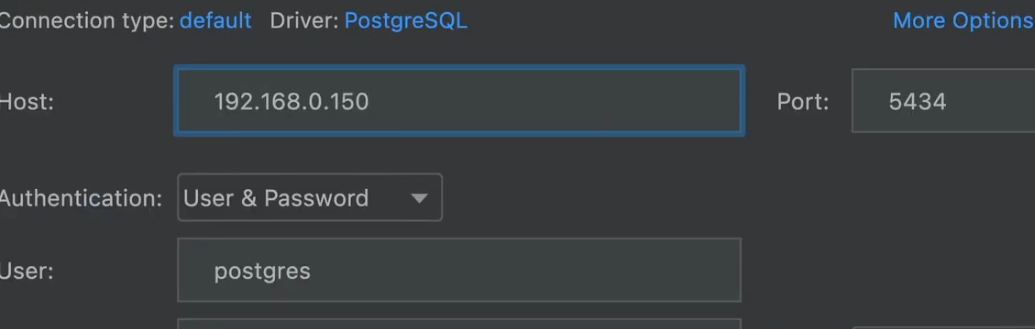 Connection type: default Driver: PostgreSQL More Options
Host: 192.168.0.150 Port: 5434
Authentication: User & Password
User: postgres